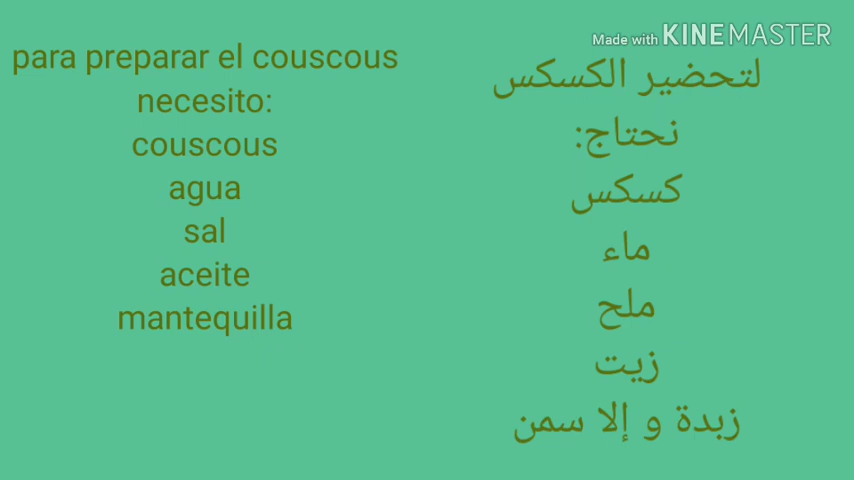 Made with KINEMASTER
para preparar el couscous
necesito:
couscous
agua
sal
aceite
mantequilla
لتحضير الكسكس
نحتاج:
كسكس
ماء
ملح
زيت
زبدة و إلا سمن